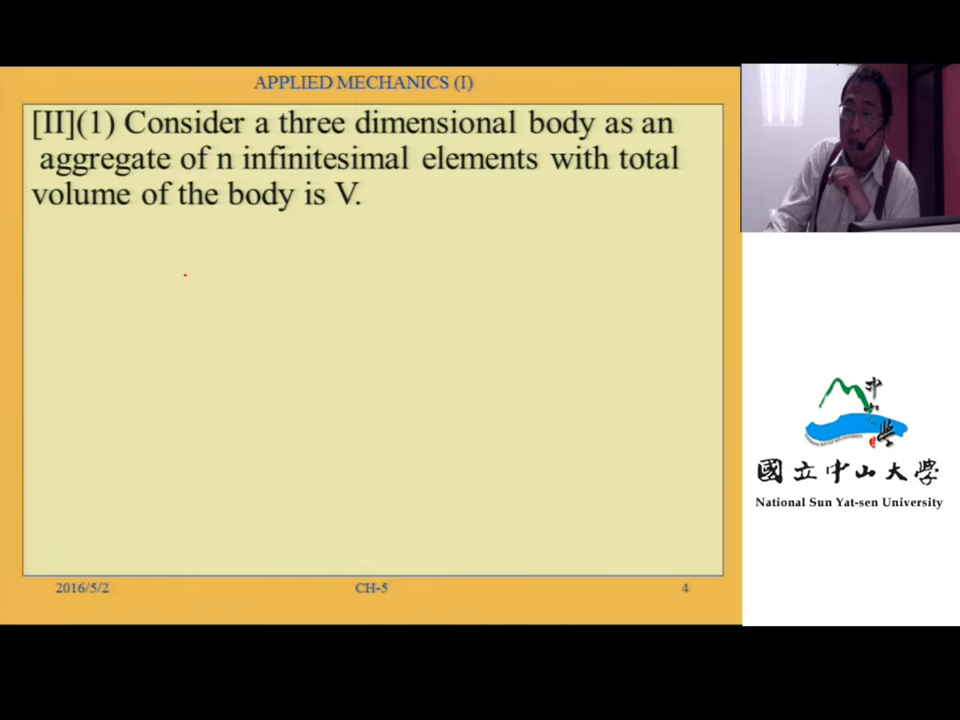 APPLIED MECHANICS (I)
[II](1) Consider a three dimensional body as an
aggregate of n infinitesimal elements with total
volume of the body is V.
2016/5/2
CH-5
4
國立中山大學
National Sun Yat-sen University